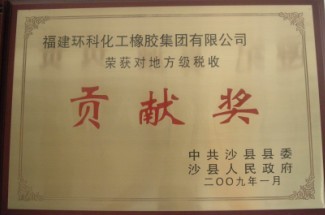 福建环科化工橡胶集团有限公司
荣获对地方级税收
贡献奖
中共沙县县委
沙县人民政府
二〇〇九年一月